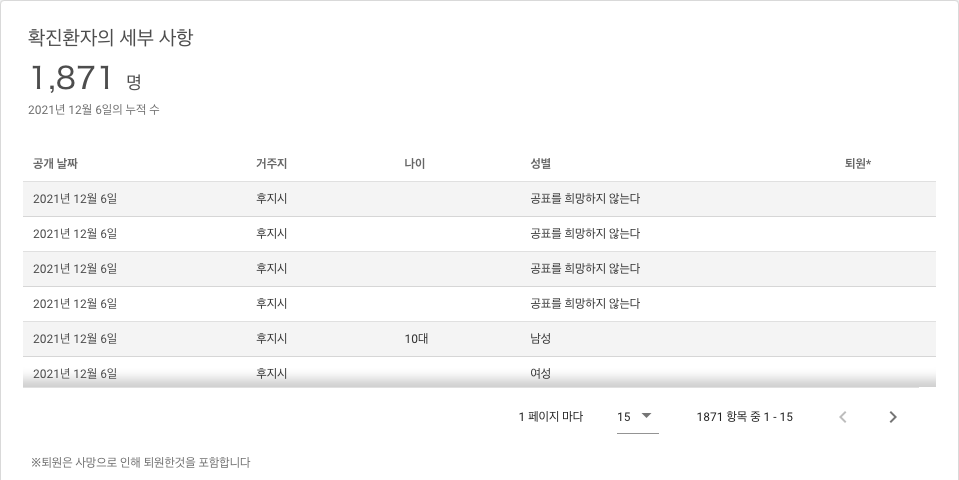 확진환자의 세부 사항
1,871 명
2021년 12월 6일의 누적 수
공개 날짜 거주지 나이 성별 퇴원*
2021년 12월 6일 후지시 공표를 희망하지 않는다
2021년 12월 6일 후지시 공표를 희망하지 않는다
2021년 12월 6일 후지시 공표를 희망하지 않는다
2021년 12월 6일 후지시 공표를 희망하지 않는다
2021년 12월 6일 후지시 10대 남성
2021년 12월 6일 후지시 여성
1 페이지 마다 15 1871 항목 중 1 - 15
※퇴원은 사망으로 인해 퇴원한것을 포함합니다